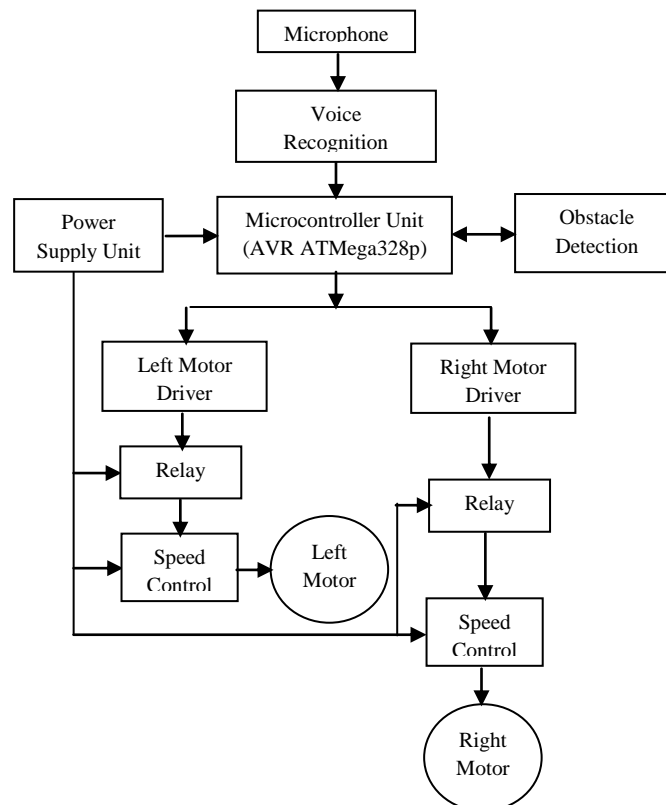 Microphone
Voice
Recognition
Power
Supply Unit
Microcontroller Unit
(AVR ATMega328p)
Obstacle
Detection
Left Motor
Driver
Right Motor
Driver
Relay
Relay
Speed
Control
Left
Motor
Speed
Control
Right
Motor